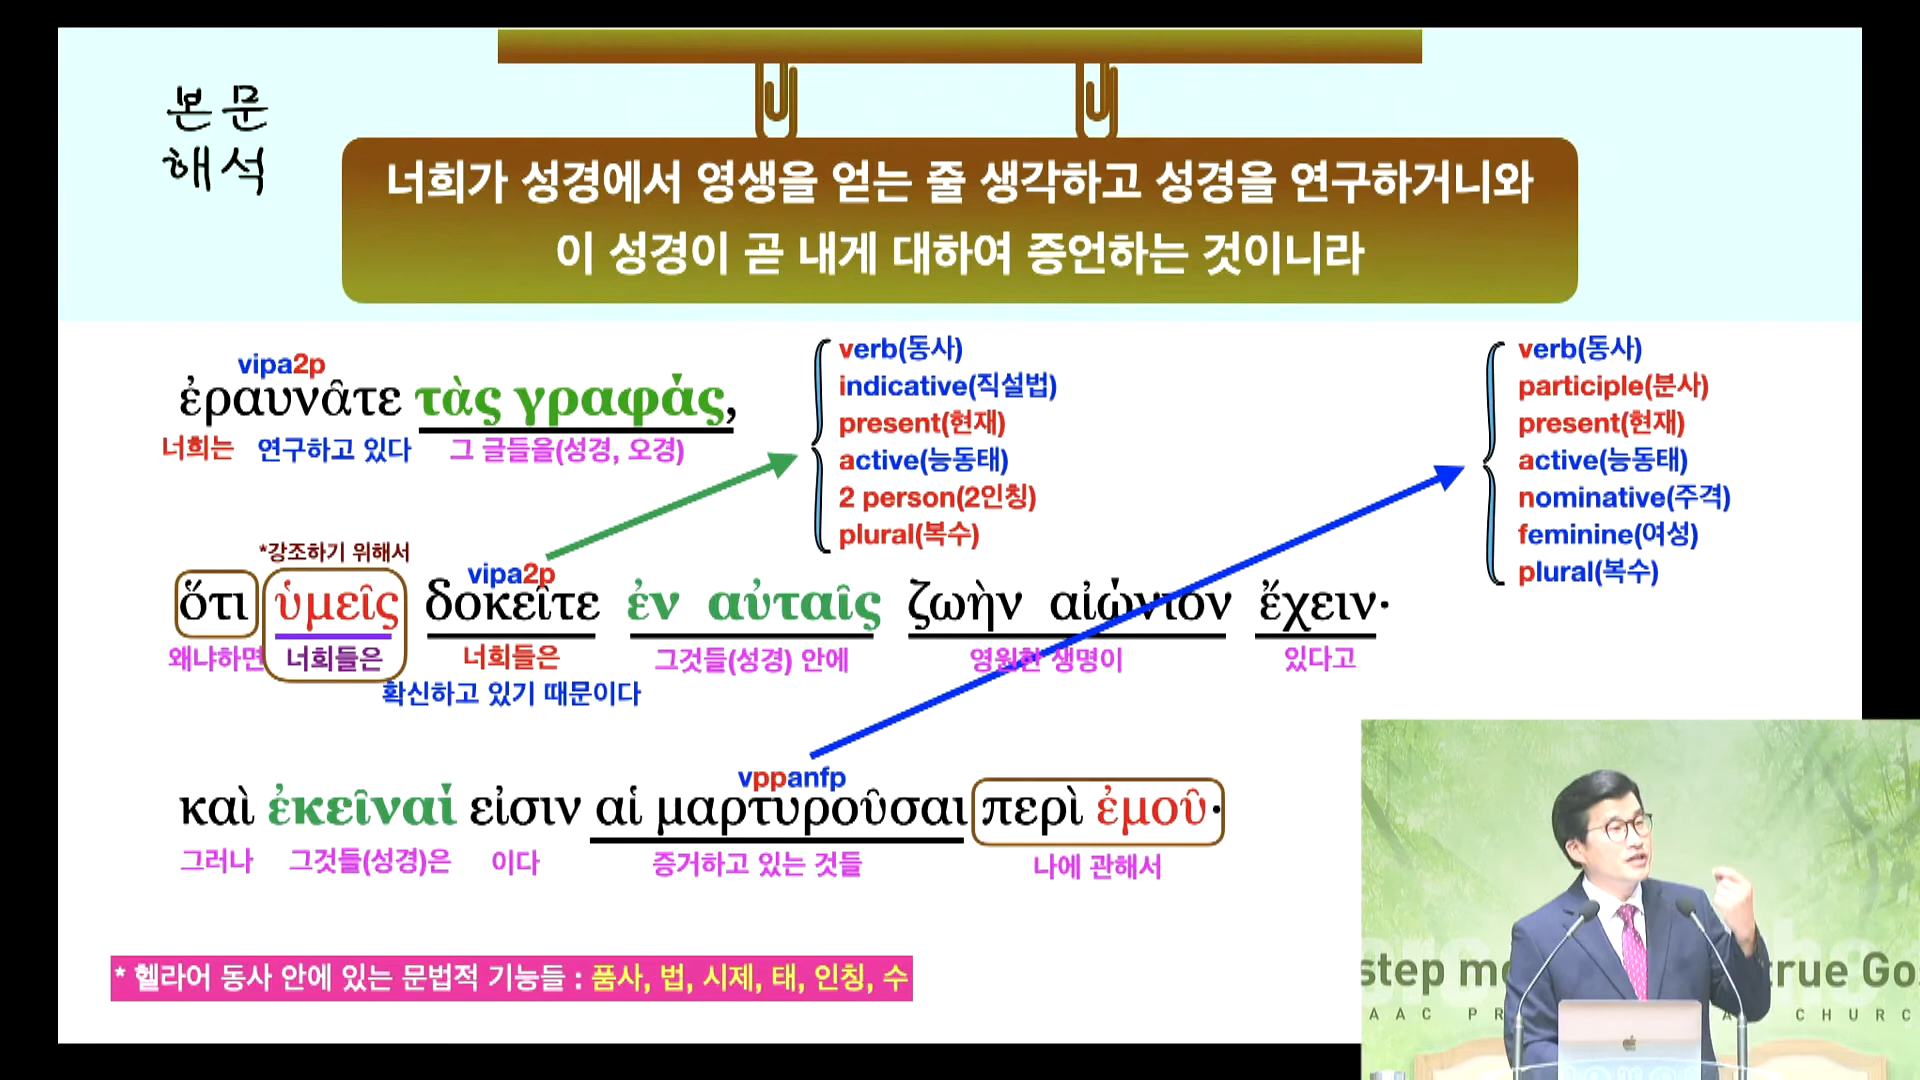 본문
해석
너희가 성경에서 영생을 얻는 줄 생각하고 성경을 연구하거니와
이 성경이 곧 내게 대하여 증언하는 것이니라
vipa2p
ἐραυνᾶτε τὰς γραφάς,
너희는 연구하고 있다 그 글들을(성경, 오경)
verb(동사)
indicative(직설법)
present(현재)
active(능동태)
2 person(2인칭)
plural(복수)
verb(동사)
participle(분사)
present(현재)
active(능동태)
nominative(주격)
feminine(여성)
plural(복수)
*강조하기 위해서
vipa2p
ὅτι ὑμεῖς δοκεῖτε ἐν αὐταῖς ζωὴν αἰώνιον ἔχειν·
왜냐하면 너희들은 너희들은 그것들(성경) 안에 영원한 생명이 있다고
확신하고 있기 때문이다
vppanfp
καὶ ἐκεῖναί εἰσιν αἱ μαρτυροῦσαι περὶ ἐμοῦ·
그러나 그것들(성경)은 이다 증거하고 있는 것들 나에 관해서
* 헬라어 동사 안에 있는 문법적 기능들 : 품사, 법, 시제, 태, 인칭, 수
step mo true Go
AAC PR A CHURC